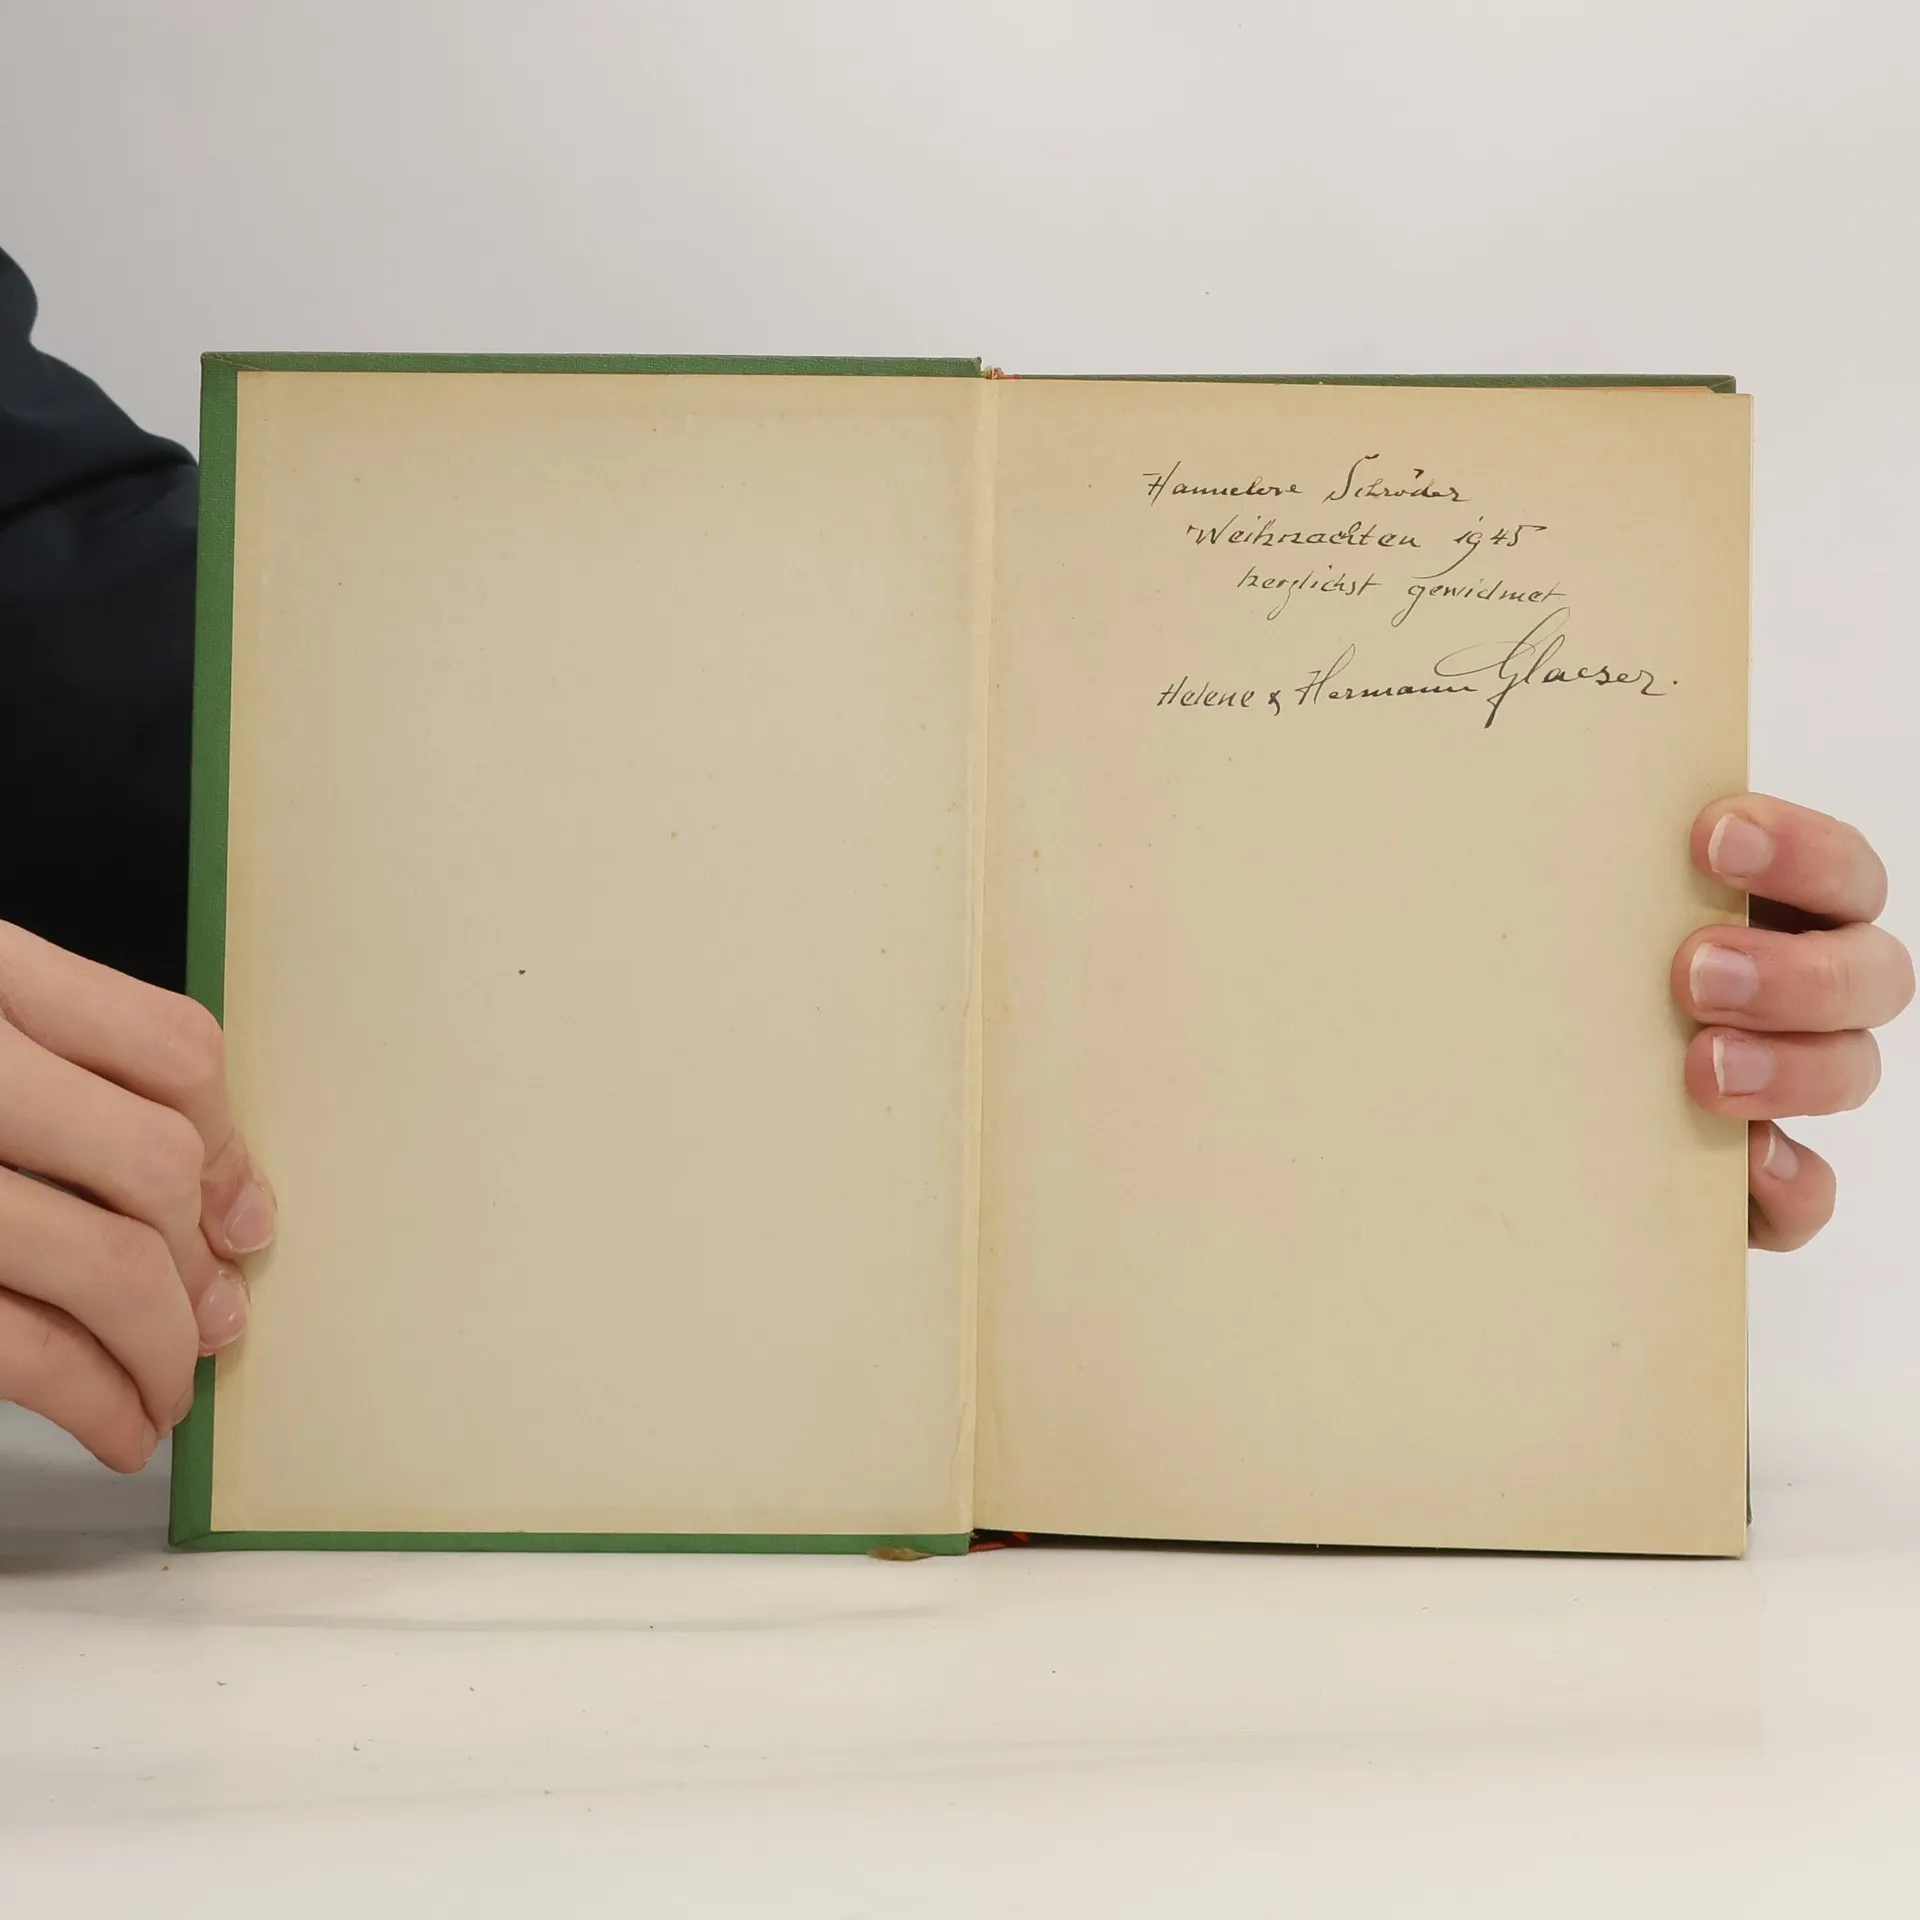 Hannelore Schröder
Weihnachten 1945
herzlichst gewidmet
Helene & Hermann Glaeser.